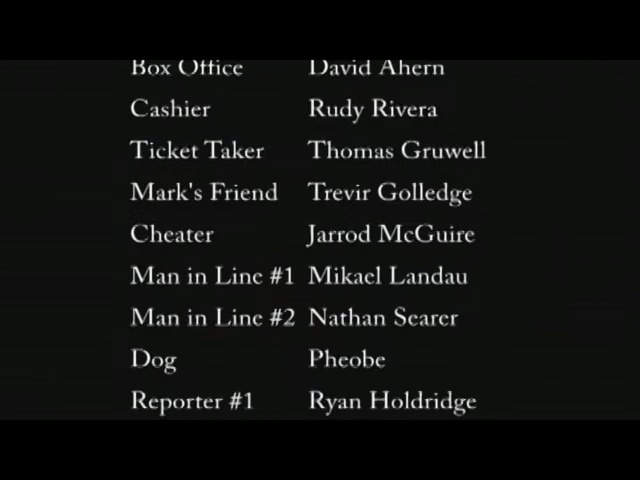 Box Office David Ahern
Cashier Rudy Rivera
Ticket Taker Thomas Gruwell
Mark's Friend Trevir Golledge
Cheater Jarrod McGuire
Man in Line #1 Mikael Landau
Man in Line #2 Nathan Searer
Dog Pheobe
Reporter #1 Ryan Holdridge